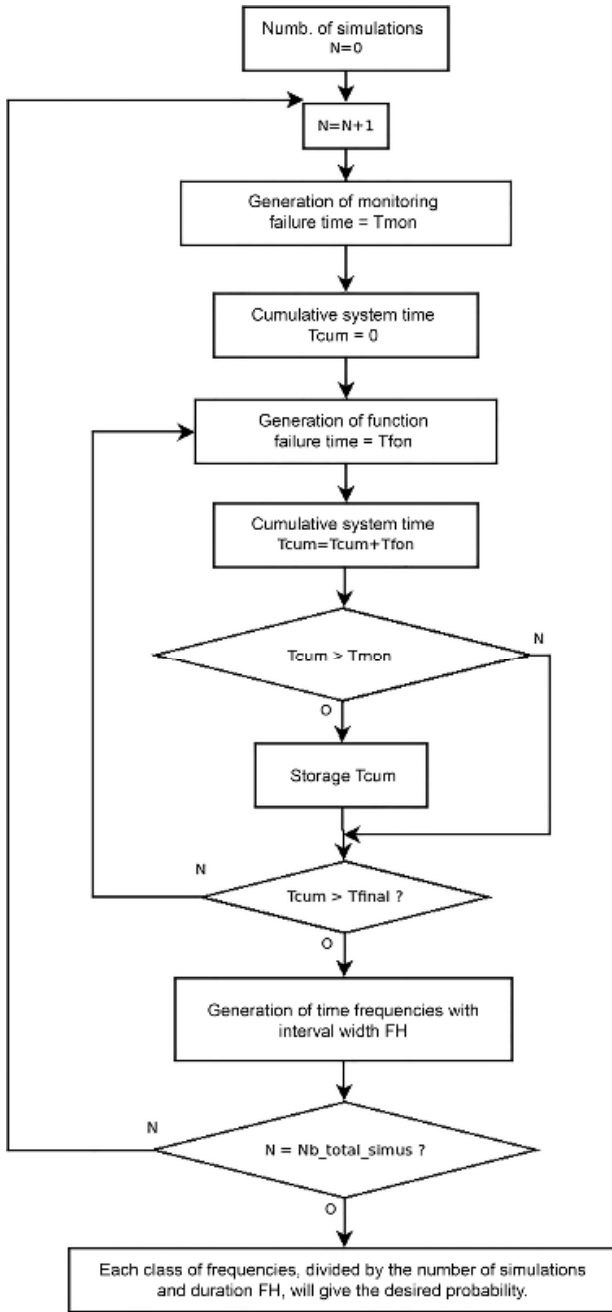 Numb. of simulations
N=0
N=N+1
Generation of monitoring
failure time = Tmon
Cumulative system time
Tcum = 0
Generation of function
failure time = Tfon
Cumulative system time
Tcum=Tcum+Tfon
N
Tcum > Tmon
O
Storage Tcum
N
Tcum > Tfinal ?
O
Generation of time frequencies with
interval width FH
N
N = Nb_total_simus ?
O
Each class of frequencies, divided by the number of simulations
and duration FH, will give the desired probability.